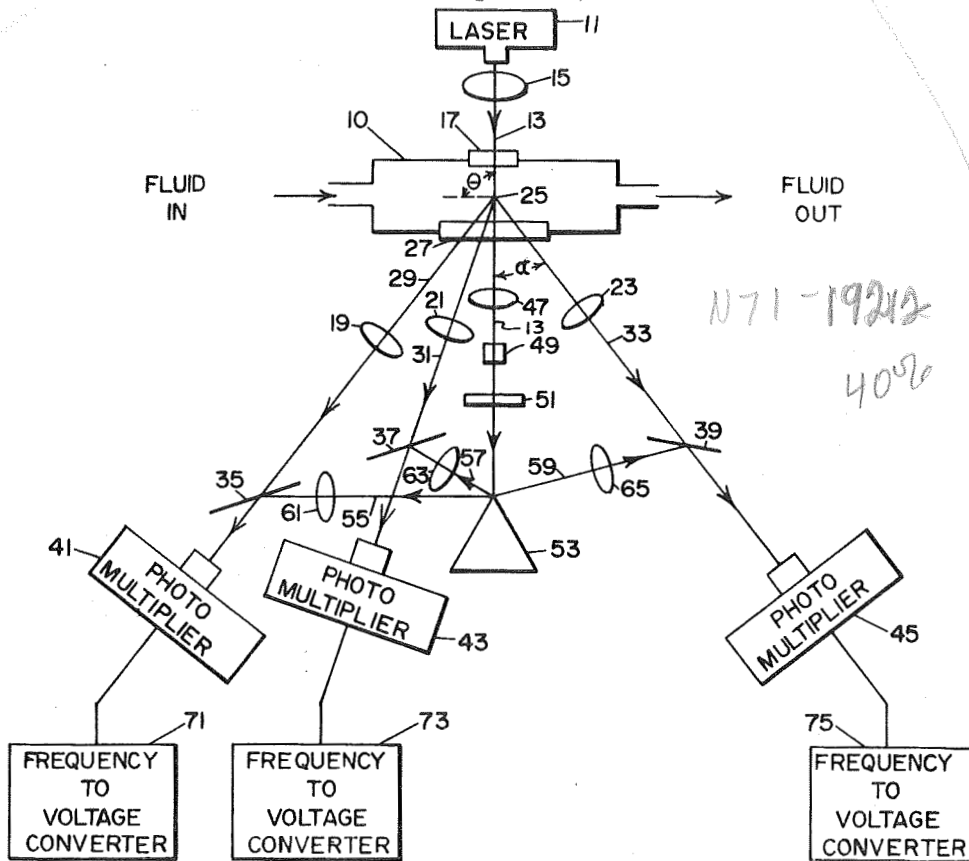 LASER
11
15
10
17
13
FLUID
IN
θ
25
FLUID
OUT
27
29
α
21
47
23
N71-19242
40%
19
31
13
49
33
51
37
57
39
35
63
59
65
61
55
53
41
PHOTO
MULTIPLIER
PHOTO
MULTIPLIER
43
PHOTO
MULTIPLIER
45
71
73
75
FREQUENCY
TO
VOLTAGE
CONVERTER
FREQUENCY
TO
VOLTAGE
CONVERTER
FREQUENCY
TO
VOLTAGE
CONVERTER